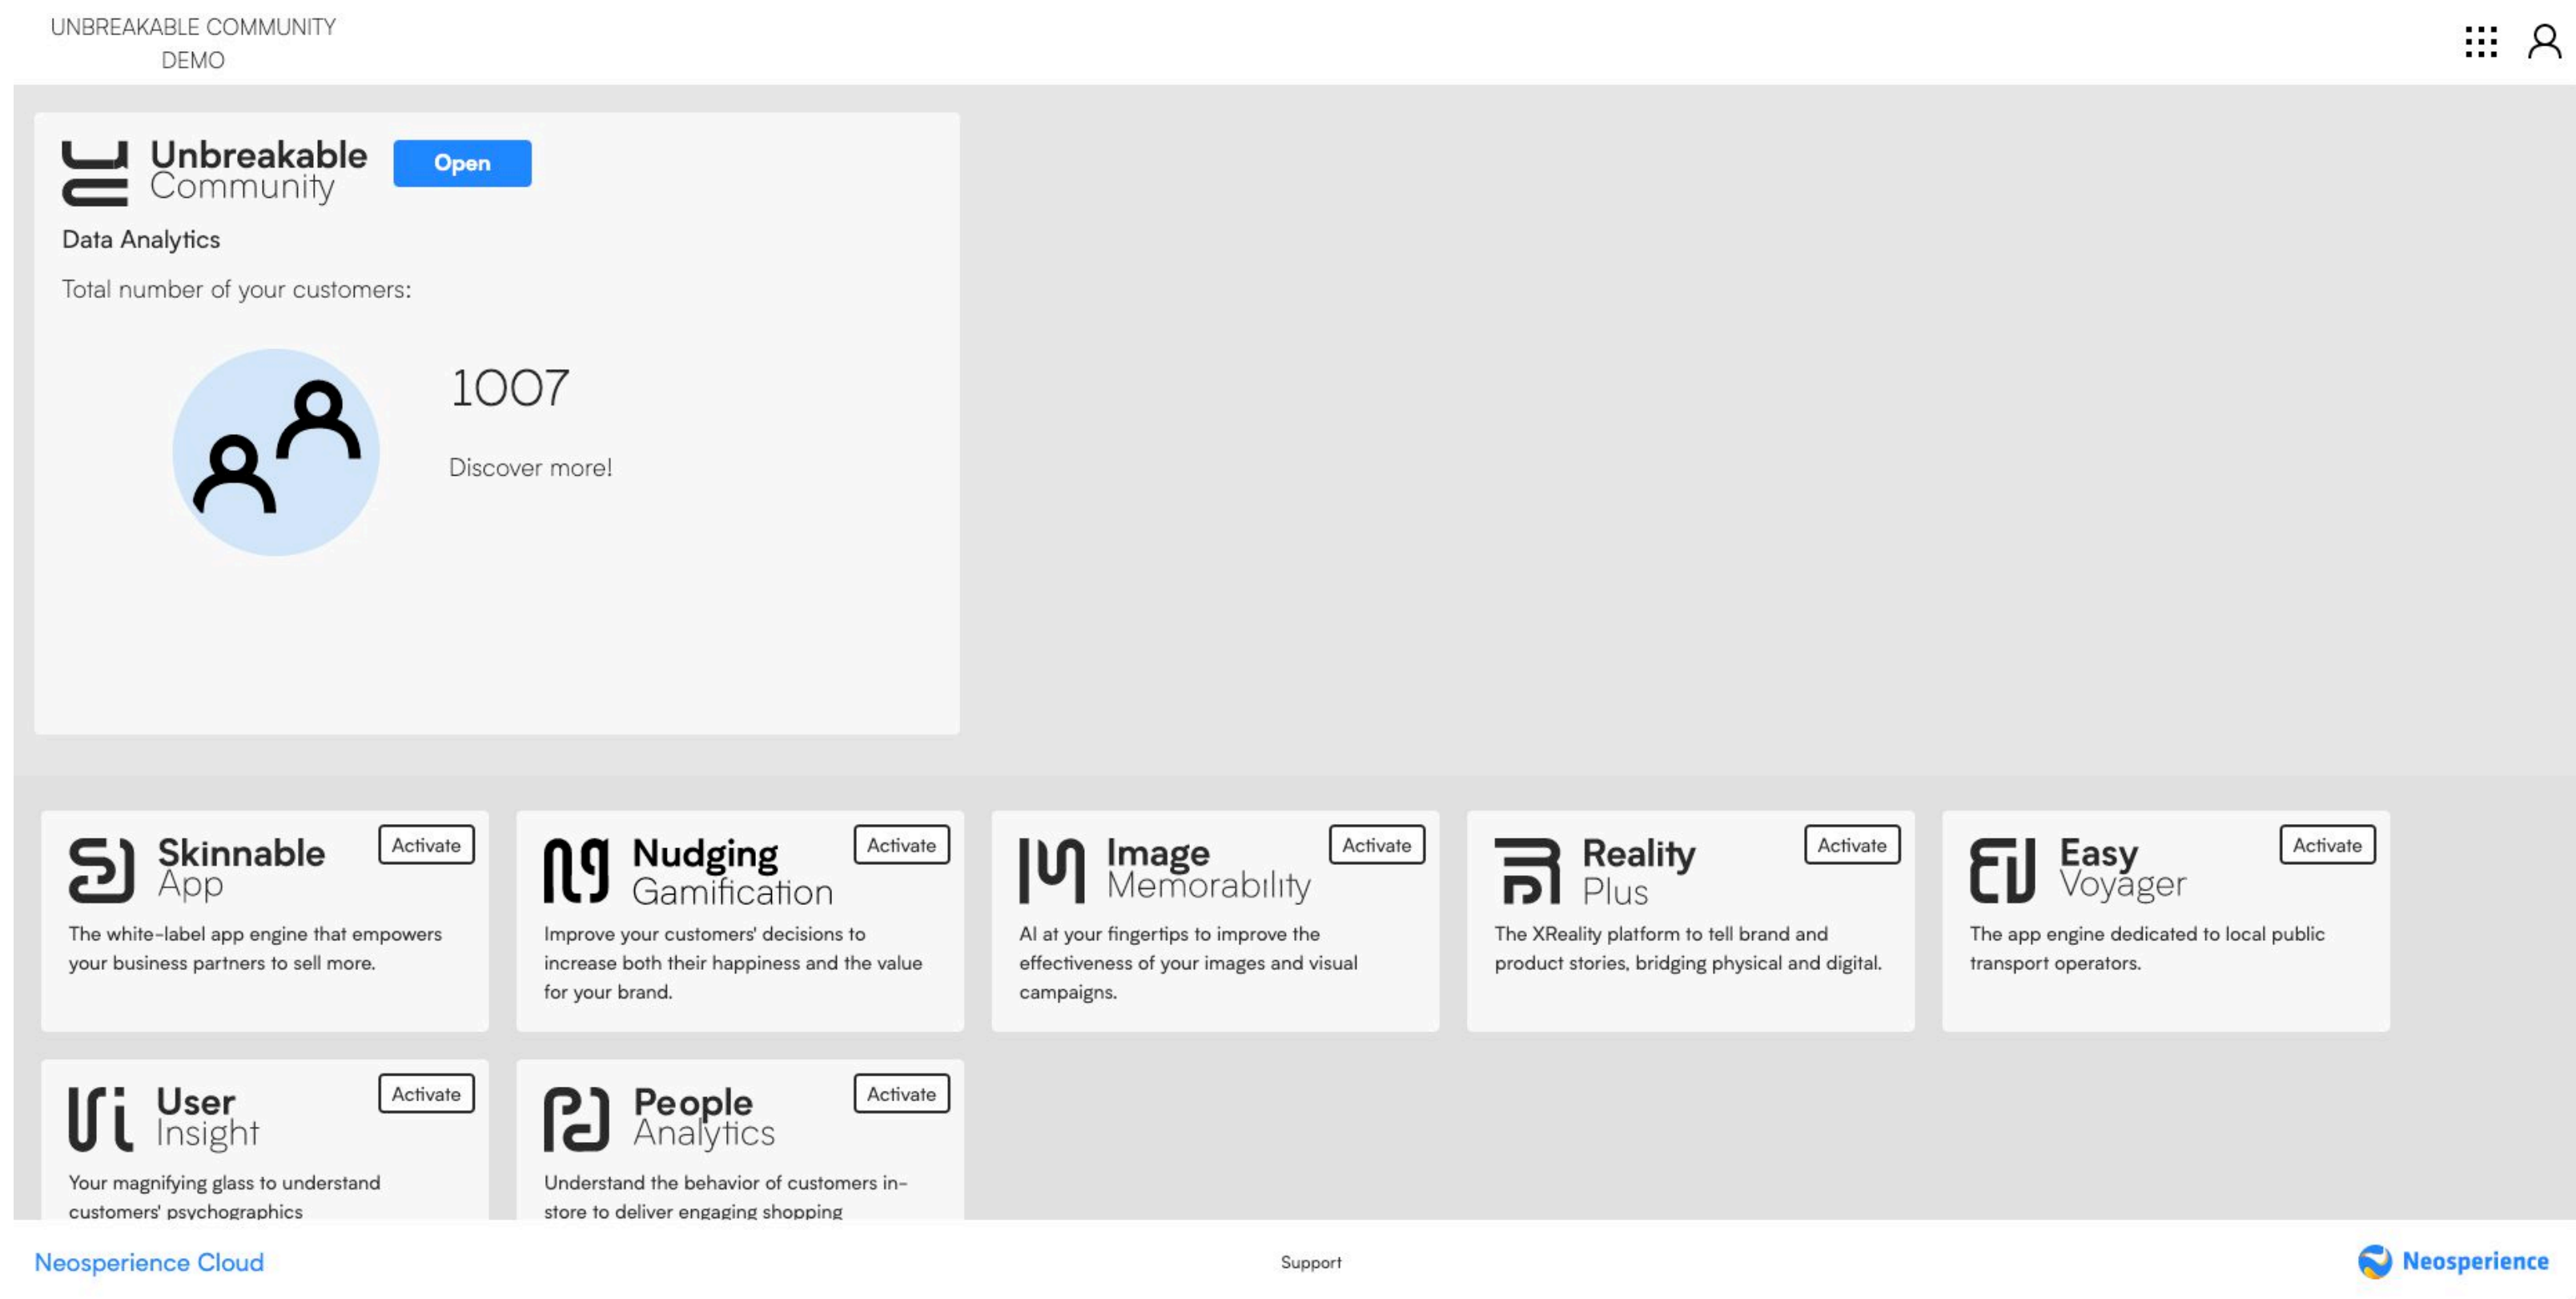 UNBREAKABLE COMMUNITY
DEMO
Unbreakable
Community
Open
Data Analytics
Total number of your customers:
1007
Discover more!
Skinnable
App
Activate
The white-label app engine that empowers
your business partners to sell more.
Nudging
Gamification
Activate
Improve your customers' decisions to
increase both their happiness and the value
for your brand.
Image
Memorability
Activate
AI at your fingertips to improve the
effectiveness of your images and visual
campaigns.
Reality
Plus
Activate
The XReality platform to tell brand and
product stories, bridging physical and digital.
Easy
Voyager
Activate
The app engine dedicated to local public
transport operators.
User
Insight
Activate
Your magnifying glass to understand
customers' psychographics
People
Analytics
Activate
Understand the behavior of customers in-
store to deliver engaging shopping
Neosperience Cloud
Support
Neosperience